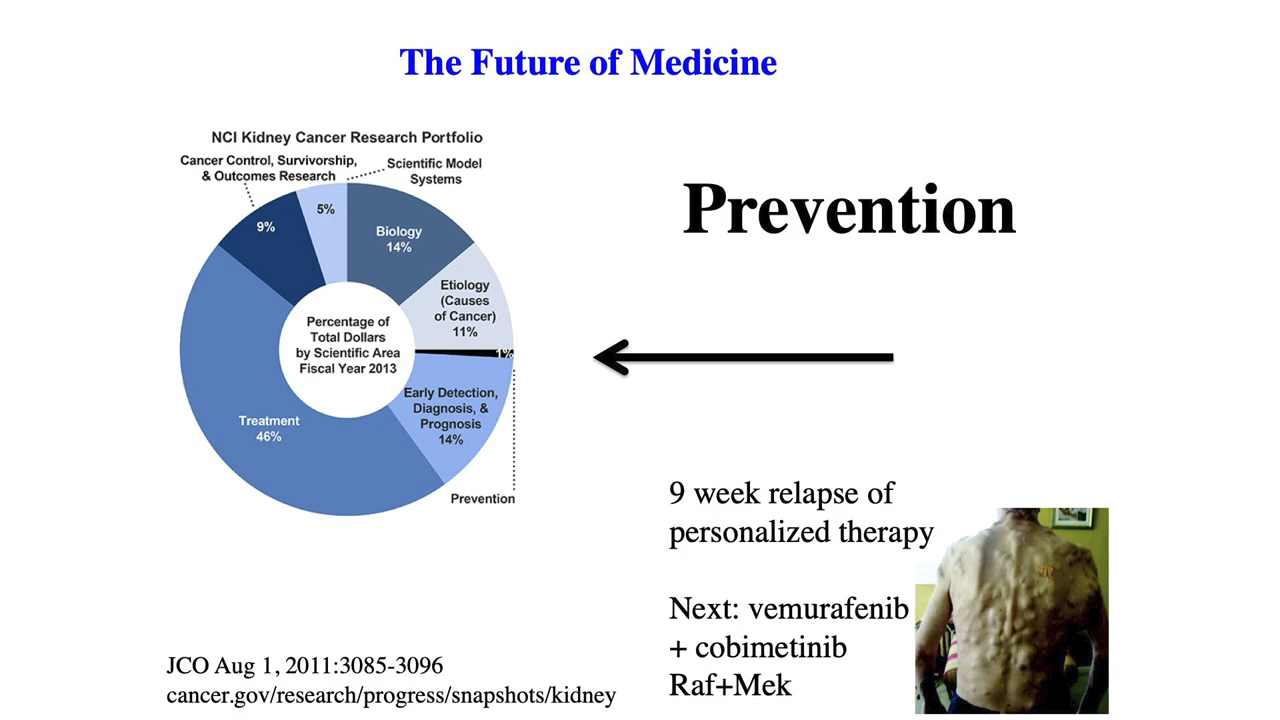 The Future of Medicine
NCI Kidney Cancer Research Portfolio
Cancer Control, Survivorship,
& Outcomes Research
Scientific Model
Systems
5%
9%
Biology
14%
Etiology
(Causes
of Cancer)
11%
1%
Percentage of
Total Dollars
by Scientific Area
Fiscal Year 2013
Early Detection,
Diagnosis, &
Prognosis
14%
Treatment
46%
Prevention
Prevention
9 week relapse of
personalized therapy
Next: vemurafenib
+ cobimetinib
Raf+Mek
JCO Aug 1, 2011:3085-3096
cancer.gov/research/progress/snapshots/kidney